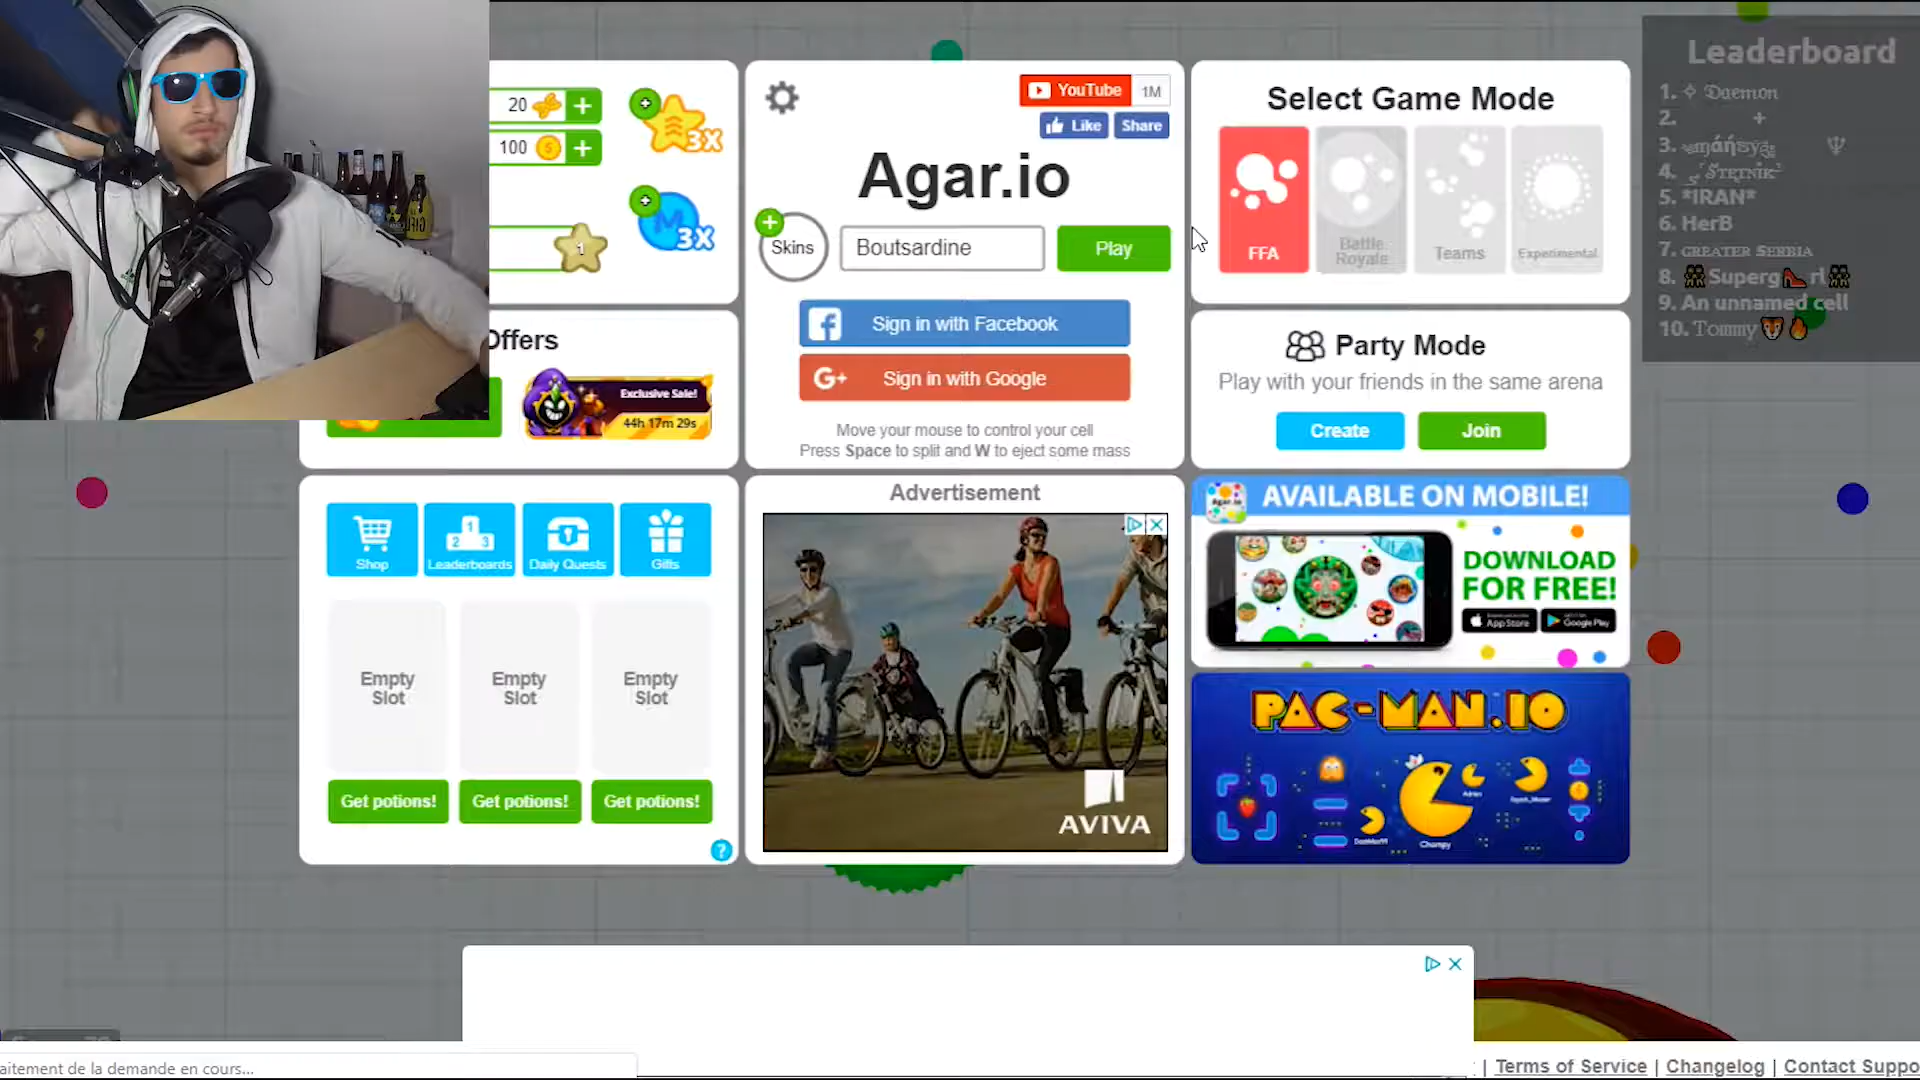 20
100
3X
3X
1
Offers
Exclusive Sale!
44h 17m 29s
Shop
Leaderboards
Daily Quests
Gifts
Empty
Slot
Empty
Slot
Empty
Slot
Get potions!
Get potions!
Get potions!
?
YouTube 1M
Like Share
Agar.io
Skins
Boutsardine
Play
Sign in with Facebook
G+ Sign in with Google
Move your mouse to control your cell
Press Space to split and W to eject some mass
Advertisement
AVIVA
Select Game Mode
FFA
Battle
Royale
Teams
Experimental
Party Mode
Play with your friends in the same arena
Create
Join
Agar.io
AVAILABLE ON MOBILE!
DOWNLOAD
FOR FREE!
App Store
Google Play
PAC-MAN.IO
Chompy
Leaderboard
1. ✧ Daemon
2. +
3.
4.
5. *IRAN*
6. HerB
7. GREATER SERBIA
8. 👯Superg👠rl👯
9. An unnamed cell
10. Tommy🐯🔥
aitement de la demande en cours...
| Terms of Service | Changelog | Contact Suppo